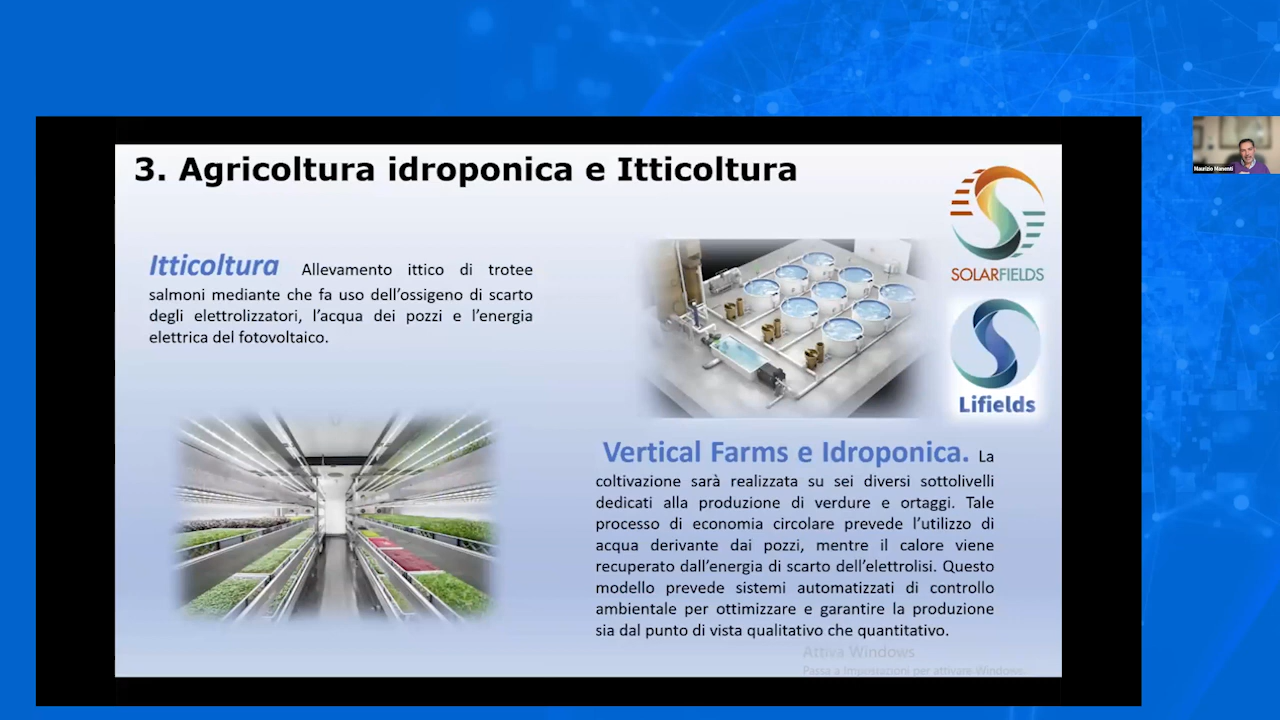 3. Agricoltura idroponica e Itticoltura
Itticoltura Allevamento ittico di trotee
salmoni mediante che fa uso dell’ossigeno di scarto
degli elettrolizzatori, l’acqua dei pozzi e l’energia
elettrica del fotovoltaico.
SOLARFIELDS
Lifields
Vertical Farms e Idroponica. La
coltivazione sarà realizzata su sei diversi sottolivelli
dedicati alla produzione di verdure e ortaggi. Tale
processo di economia circolare prevede l’utilizzo di
acqua derivante dai pozzi, mentre il calore viene
recuperato dall’energia di scarto dell’elettrolisi. Questo
modello prevede sistemi automatizzati di controllo
ambientale per ottimizzare e garantire la produzione
sia dal punto di vista qualitativo che quantitativo.
Attiva Windows
Passa a Impostazioni per attivare Windows.
Maurizio Manenti